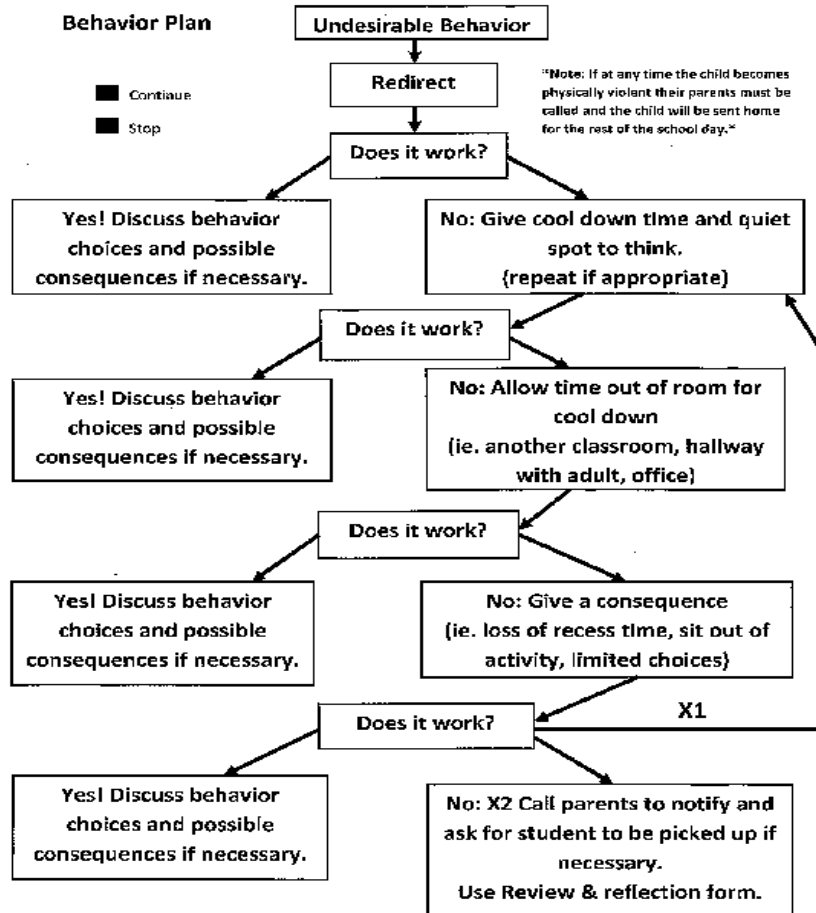 Behavior Plan
Undesirable Behavior
Redirect
Continue
Stop
"Note: If at any time the child becomes
physically violent their parents must be
called and the child will be sent home
for the rest of the school day."
Does it work?
Yes! Discuss behavior
choices and possible
consequences if necessary.
No: Give cool down time and quiet
spot to think.
(repeat if appropriate)
Does it work?
Yes! Discuss behavior
choices and possible
consequences if necessary.
No: Allow time out of room for
cool down
(ie. another classroom, hallway
with adult, office)
Does it work?
Yes! Discuss behavior
choices and possible
consequences if necessary.
No: Give a consequence
(ie. loss of recess time, sit out of
activity, limited choices)
Does it work?
X1
Yes! Discuss behavior
choices and possible
consequences if necessary.
No: X2 Call parents to notify and
ask for student to be picked up if
necessary.
Use Review & reflection form.